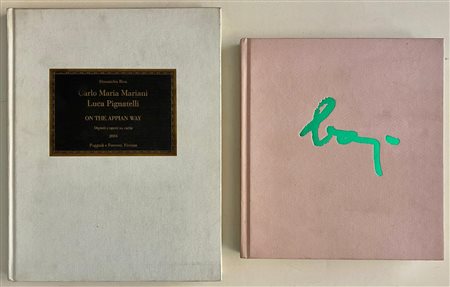 Alessandro Riva
Carlo Maria Mariani
Luca Pignatelli
ON THE APPIAN WAY
Dipinti e opere su carta
2004
Poggiali e Forconi, Firenze
baj